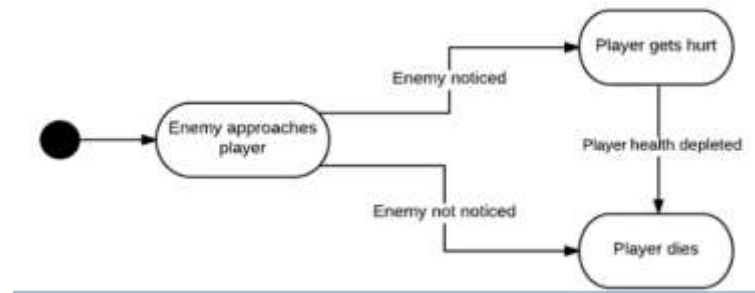 Player gets hurt
Enemy noticed
Enemy approaches
player
Player health depleted
Enemy not noticed
Player dies